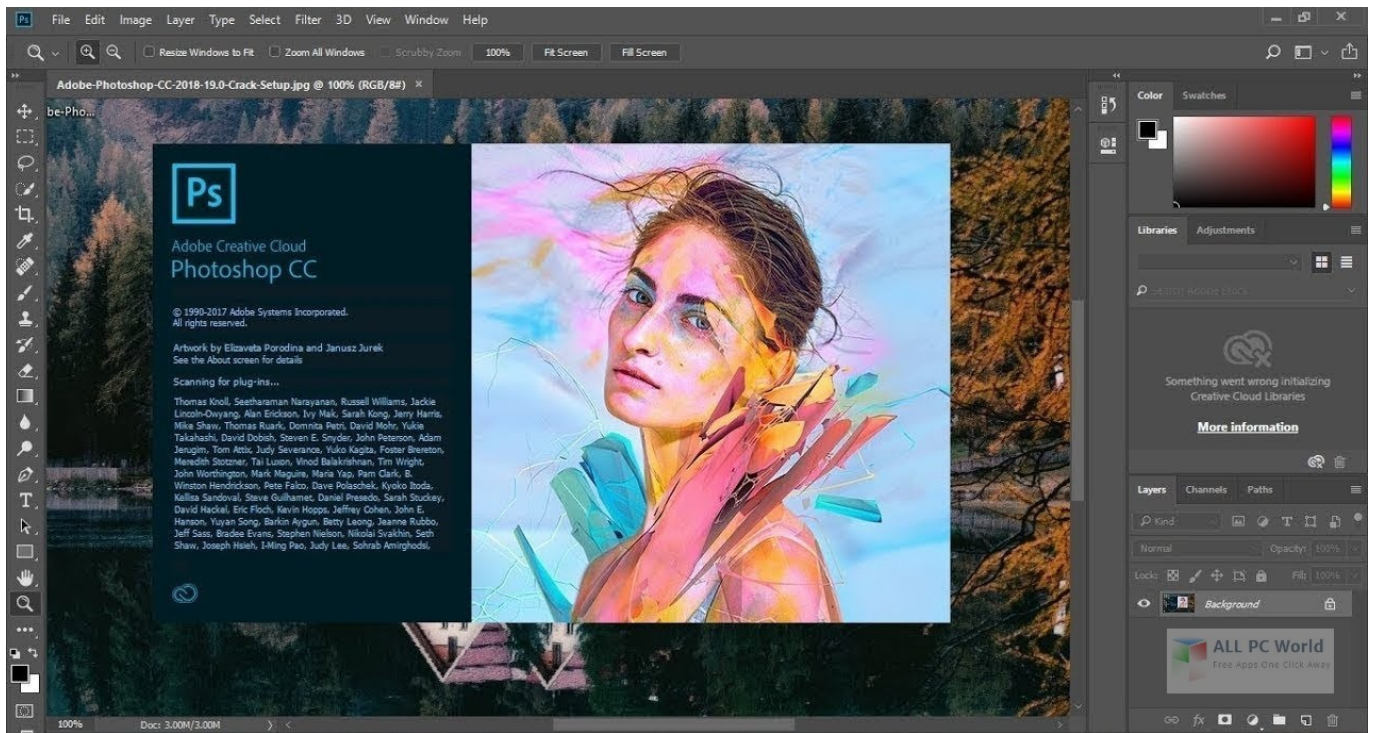 Ps File Edit Image Layer Type Select Filter 3D View Window Help
Resize Windows to Fit Zoom All Windows Scrubby Zoom 100% Fit Screen Fill Screen
Adobe-Photoshop-CC-2018-19.0-Crack-Setup.jpg @ 100% (RGB/8#) ×
be-Pho...
Ps
Adobe Creative Cloud
Photoshop CC
© 1990-2017 Adobe Systems Incorporated.
All rights reserved.
Artwork by Elizaveta Porodina and Janusz Jurek
See the About screen for details
Scanning for plug-ins...
Thomas Knoll, Seetharaman Narayanan, Russell Williams, Jackie
Lincoln-Owyang, Alan Erickson, Ivy Mak, Sarah Kong, Jerry Harris,
Mike Shaw, Thomas Ruark, Domnita Petri, David Mohr, Yukie
Takahashi, David Dobish, Steven E. Snyder, John Peterson, Adam
Jerugim, Tom Attix, Judy Severance, Yuko Kagita, Foster Brereton,
Meredith Stotzner, Tai Luxon, Vinod Balakrishnan, Tim Wright,
John Worthington, Mark Maguire, Maria Yap, Pam Clark, B.
Winston Hendrickson, Pete Falco, Dave Polaschek, Kyoko Itoda,
Kellisa Sandoval, Steve Guilhamet, Daniel Presedo, Sarah Stuckey,
David Hackel, Eric Floch, Kevin Hopps, Jeffrey Cohen, John E.
Hanson, Yuyan Song, Barkin Aygun, Betty Leong, Jeanne Rubbo,
Jeff Sass, Bradee Evans, Stephen Nielson, Nikolai Svakhin, Seth
Shaw, Joseph Hsieh, I-Ming Pao, Judy Lee, Sohrab Amirghodsi,
100% Doc: 3.00M/3.00M
Color Swatches
Libraries Adjustments
Search Adobe Stock
Something went wrong initializing
Creative Cloud Libraries
More information
Layers Channels Paths
Kind
Normal Opacity: 100%
Lock: Fill: 100%
Background
ALL PC World
Free Apps One Click Away
fx